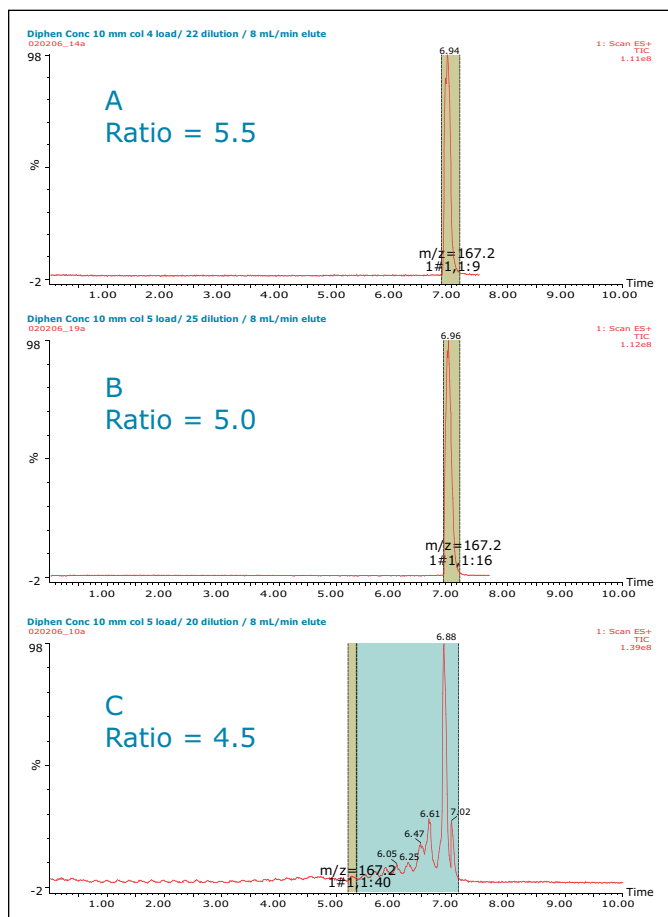 Diphen Conc 10 mm col 4 load/ 22 dilution / 8 mL/min elute
020206_14a
1: Scan ES+
TIC
1.11e8
98
6.94
A
Ratio = 5.5
%
m/z=167.2
1#1,1:9
-2
Time
1.00 2.00 3.00 4.00 5.00 6.00 7.00 8.00 9.00 10.00
Diphen Conc 10 mm col 5 load/ 25 dilution / 8 mL/min elute
020206_19a
1: Scan ES+
TIC
1.12e8
98
6.96
B
Ratio = 5.0
%
m/z=167.2
1#1,1:16
-2
Time
1.00 2.00 3.00 4.00 5.00 6.00 7.00 8.00 9.00 10.00
Diphen Conc 10 mm col 5 load/ 20 dilution / 8 mL/min elute
020206_10a
1: Scan ES+
TIC
1.39e8
98
6.88
C
Ratio = 4.5
%
6.61
7.02
6.47
6.05
6.25
m/z=167.2
1#1,1:40
-2
Time
1.00 2.00 3.00 4.00 5.00 6.00 7.00 8.00 9.00 10.00